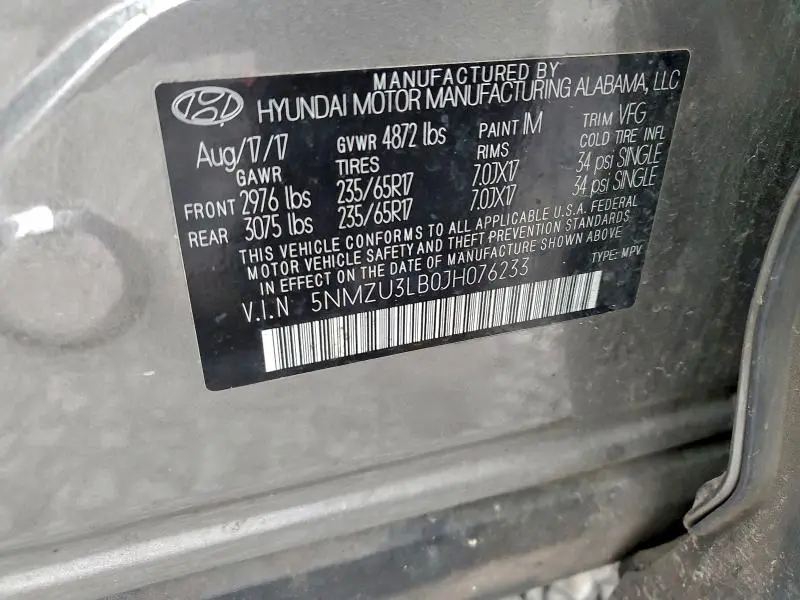 MANUFACTURED BY
HYUNDAI MOTOR MANUFACTURING ALABAMA, LLC
Aug/17/17 GVWR 4872 lbs PAINT IM TRIM VFG
GAWR TIRES RIMS COLD TIRE INFL
FRONT 2976 lbs 235/65R17 7.0JX17 34 psi SINGLE
REAR 3075 lbs 235/65R17 7.0JX17 34 psi SINGLE
THIS VEHICLE CONFORMS TO ALL APPLICABLE U.S.A. FEDERAL
MOTOR VEHICLE SAFETY AND THEFT PREVENTION STANDARDS
IN EFFECT ON THE DATE OF MANUFACTURE SHOWN ABOVE
V.I.N 5NMZU3LB0JH076233 TYPE: MPV